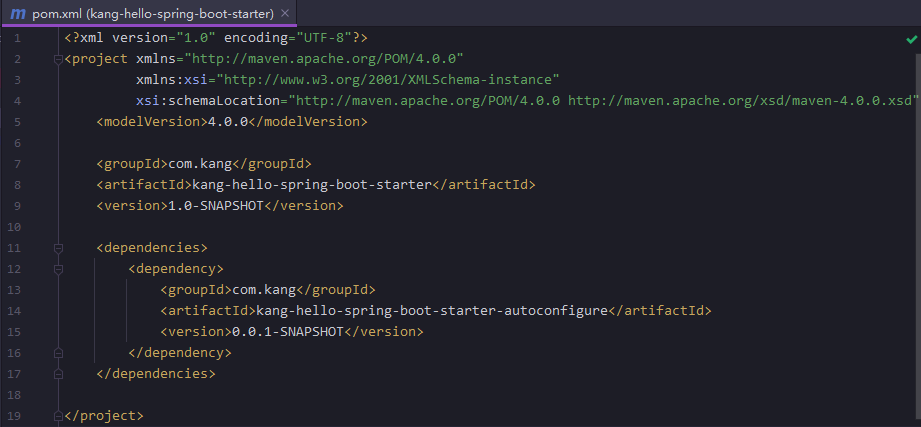 m pom.xml (kang-hello-spring-boot-starter) ×
1 <?xml version="1.0" encoding="UTF-8"?>
2 <project xmlns="http://maven.apache.org/POM/4.0.0"
3          xmlns:xsi="http://www.w3.org/2001/XMLSchema-instance"
4          xsi:schemaLocation="http://maven.apache.org/POM/4.0.0 http://maven.apache.org/xsd/maven-4.0.0.xsd"
5     <modelVersion>4.0.0</modelVersion>
6
7     <groupId>com.kang</groupId>
8     <artifactId>kang-hello-spring-boot-starter</artifactId>
9     <version>1.0-SNAPSHOT</version>
10
11     <dependencies>
12         <dependency>
13             <groupId>com.kang</groupId>
14             <artifactId>kang-hello-spring-boot-starter-autoconfigure</artifactId>
15             <version>0.0.1-SNAPSHOT</version>
16         </dependency>
17     </dependencies>
18
19 </project>